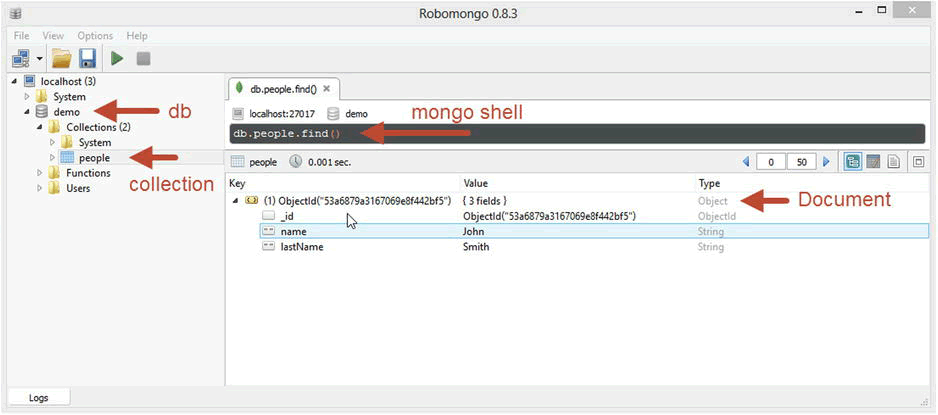 Robomongo 0.8.3
File View Options Help
localhost (3)
System
demo
db
Collections (2)
System
people
collection
Functions
Users
db.people.find()
localhost:27017 demo
mongo shell
db.people.find()
people 0.001 sec. 0 50
Key Value Type
(1) ObjectId("53a6879a3167069e8f442bf5") { 3 fields } Object
Document
_id ObjectId("53a6879a3167069e8f442bf5") ObjectId
name John String
lastName Smith String
Logs